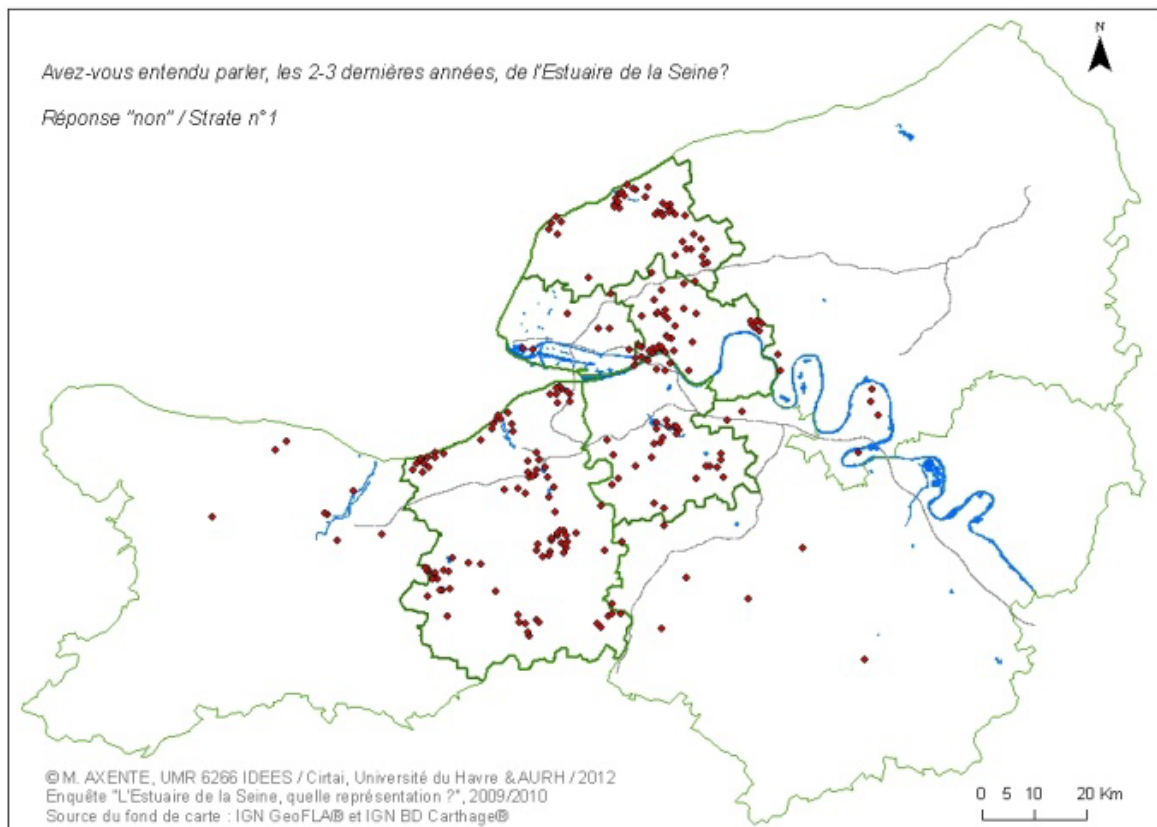 Avez-vous entendu parler, les 2-3 dernières années, de l'Estuaire de la Seine?
Réponse "non" / Strate n°1
N
© M. AXENTE, UMR 6266 IDEES / Cirtai, Université du Havre & AURH / 2012
Enquête "L'Estuaire de la Seine, quelle représentation ?", 2009/2010
Source du fond de carte : IGN GeoFLA® et IGN BD Carthage®
0 5 10 20 Km